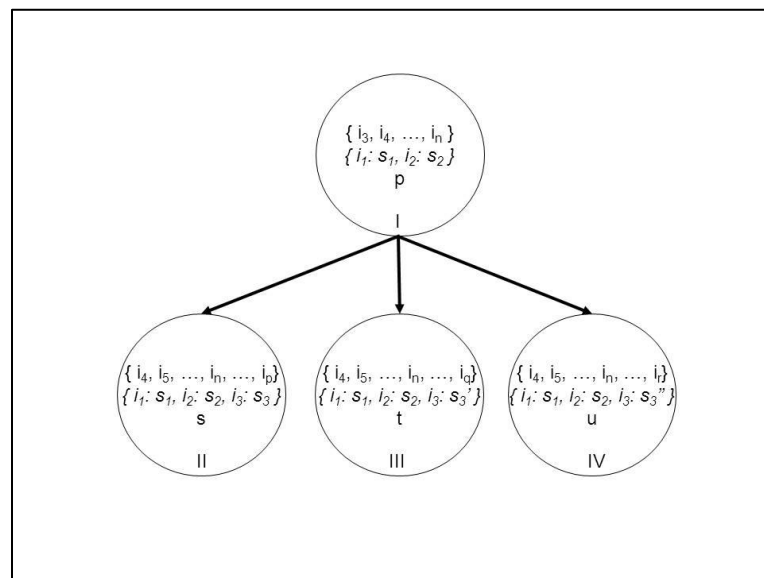 { i₃, i₄, …, iₙ }
{ i₁: s₁, i₂: s₂ }
p
I
{ i₄, i₅, …, iₙ, …, iₚ}
{ i₁: s₁, i₂: s₂, i₃: s₃ }
s
II
{ i₄, i₅, …, iₙ, …, i_q}
{ i₁: s₁, i₂: s₂, i₃: s₃’ }
t
III
{ i₄, i₅, …, iₙ, …, iᵣ}
{ i₁: s₁, i₂: s₂, i₃: s₃” }
u
IV